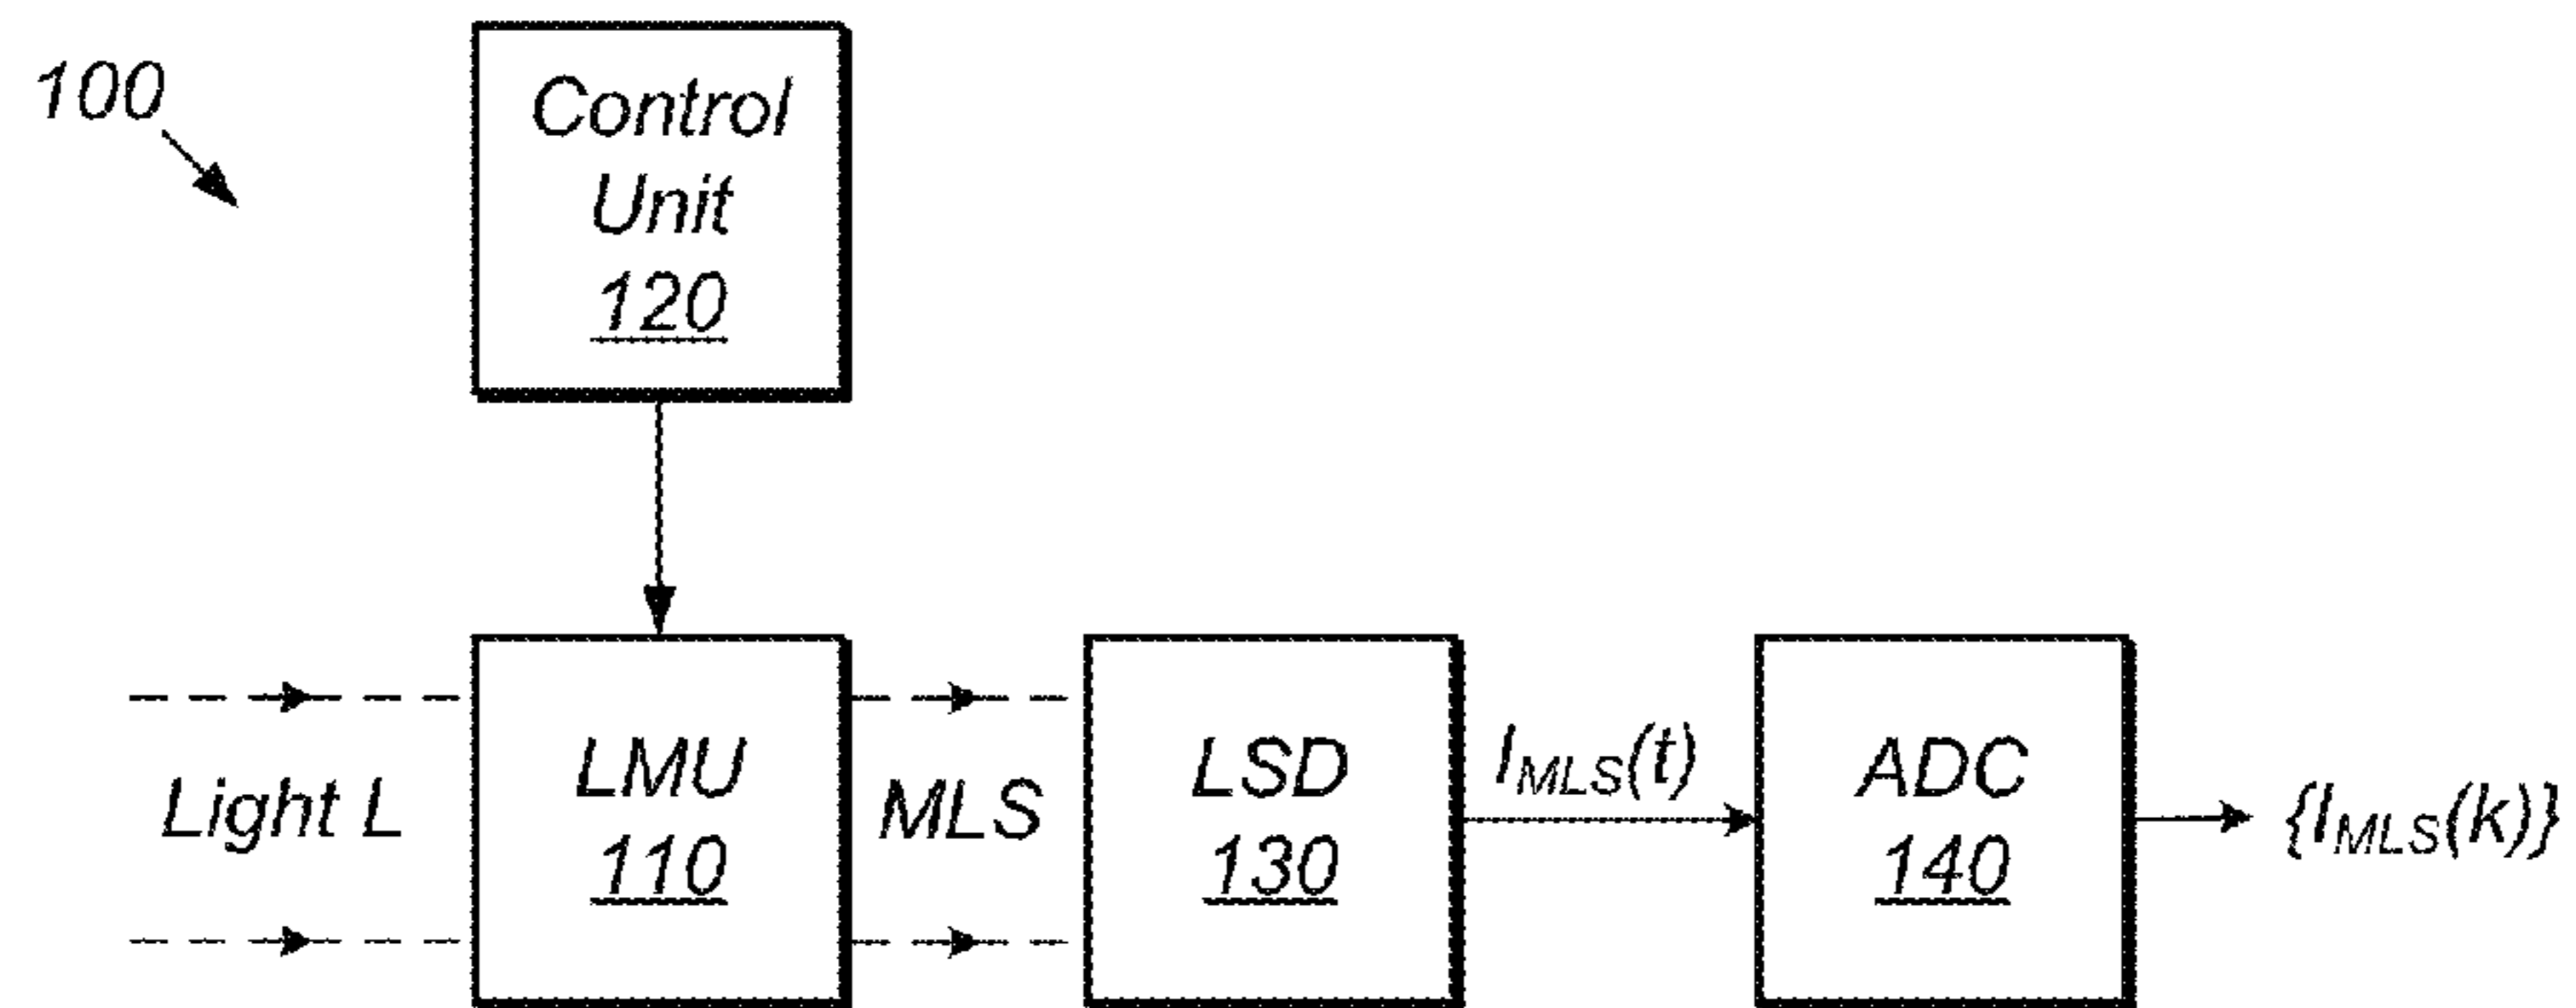 100
Control
Unit
120
Light L
LMU
110
MLS
LSD
130
I_MLS(t)
ADC
140
{I_MLS(k)}